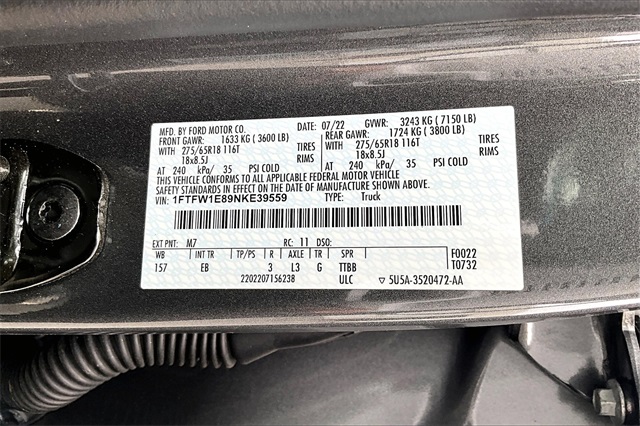 MFD. BY FORD MOTOR CO. DATE: 07/22 GVWR: 3243 KG ( 7150 LB)
FRONT GAWR: 1633 KG ( 3600 LB) REAR GAWR: 1724 KG ( 3800 LB)
WITH 275/65R18 116T TIRES WITH 275/65R18 116T TIRES
18x8.5J RIMS 18x8.5J RIMS
AT 240 kPa/ 35 PSI COLD AT 240 kPa/ 35 PSI COLD
THIS VEHICLE CONFORMS TO ALL APPLICABLE FEDERAL MOTOR VEHICLE
SAFETY STANDARDS IN EFFECT ON THE DATE OF MANUFACTURE SHOWN ABOVE.
VIN: 1FTFW1E89NKE39559 TYPE: Truck
EXT PNT: M7 RC: 11 DSO:
WB INT TR TP/PS R AXLE TR SPR F0022
157 EB 3 L3 G TTBB T0732
2202207156238 ULC ▽ 5U5A-3520472-AA